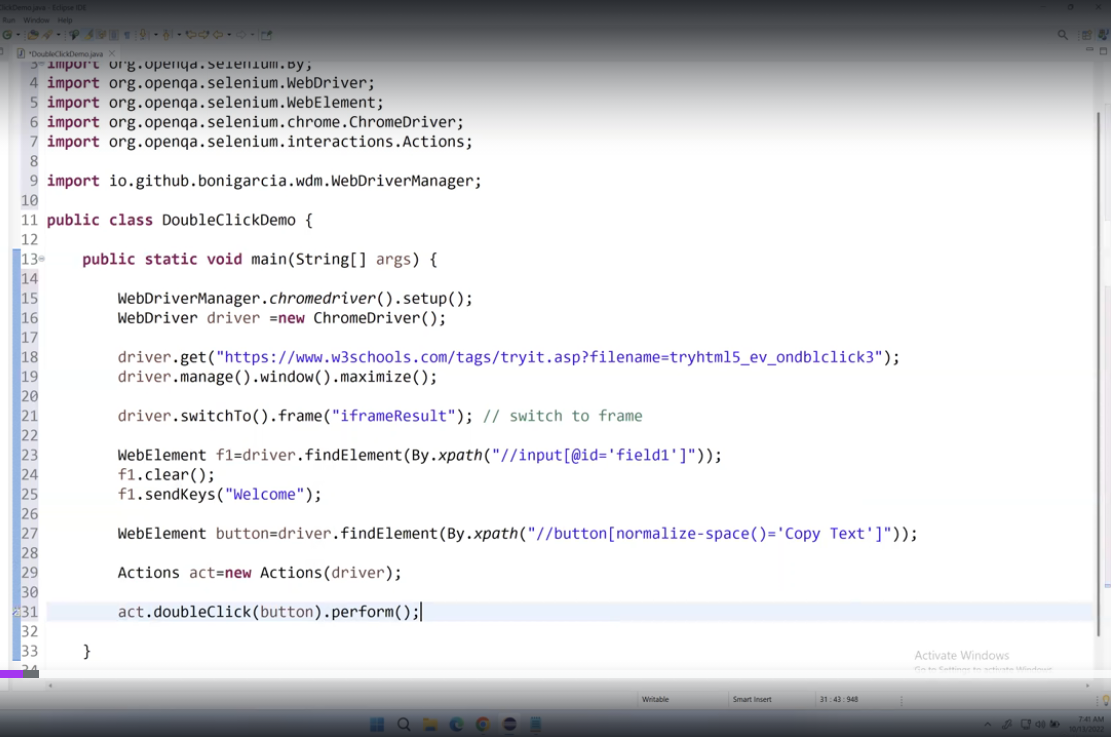 ClickDemo.java - Eclipse IDE
Run Window Help
*DoubleClickDemo.java
3 import org.openqa.selenium.By;
4 import org.openqa.selenium.WebDriver;
5 import org.openqa.selenium.WebElement;
6 import org.openqa.selenium.chrome.ChromeDriver;
7 import org.openqa.selenium.interactions.Actions;
8
9 import io.github.bonigarcia.wdm.WebDriverManager;
10
11 public class DoubleClickDemo {
12
13 public static void main(String[] args) {
14
15 WebDriverManager.chromedriver().setup();
16 WebDriver driver =new ChromeDriver();
17
18 driver.get("https://www.w3schools.com/tags/tryit.asp?filename=tryhtml5_ev_ondblclick3");
19 driver.manage().window().maximize();
20
21 driver.switchTo().frame("iframeResult"); // switch to frame
22
23 WebElement f1=driver.findElement(By.xpath("//input[@id='field1']"));
24 f1.clear();
25 f1.sendKeys("Welcome");
26
27 WebElement button=driver.findElement(By.xpath("//button[normalize-space()='Copy Text']"));
28
29 Actions act=new Actions(driver);
30
31 act.doubleClick(button).perform();
32
33 }
34
Activate Windows
Go to Settings to activate Windows.
Writable Smart Insert 31 : 43 : 948
7:41 AM
10/13/2022